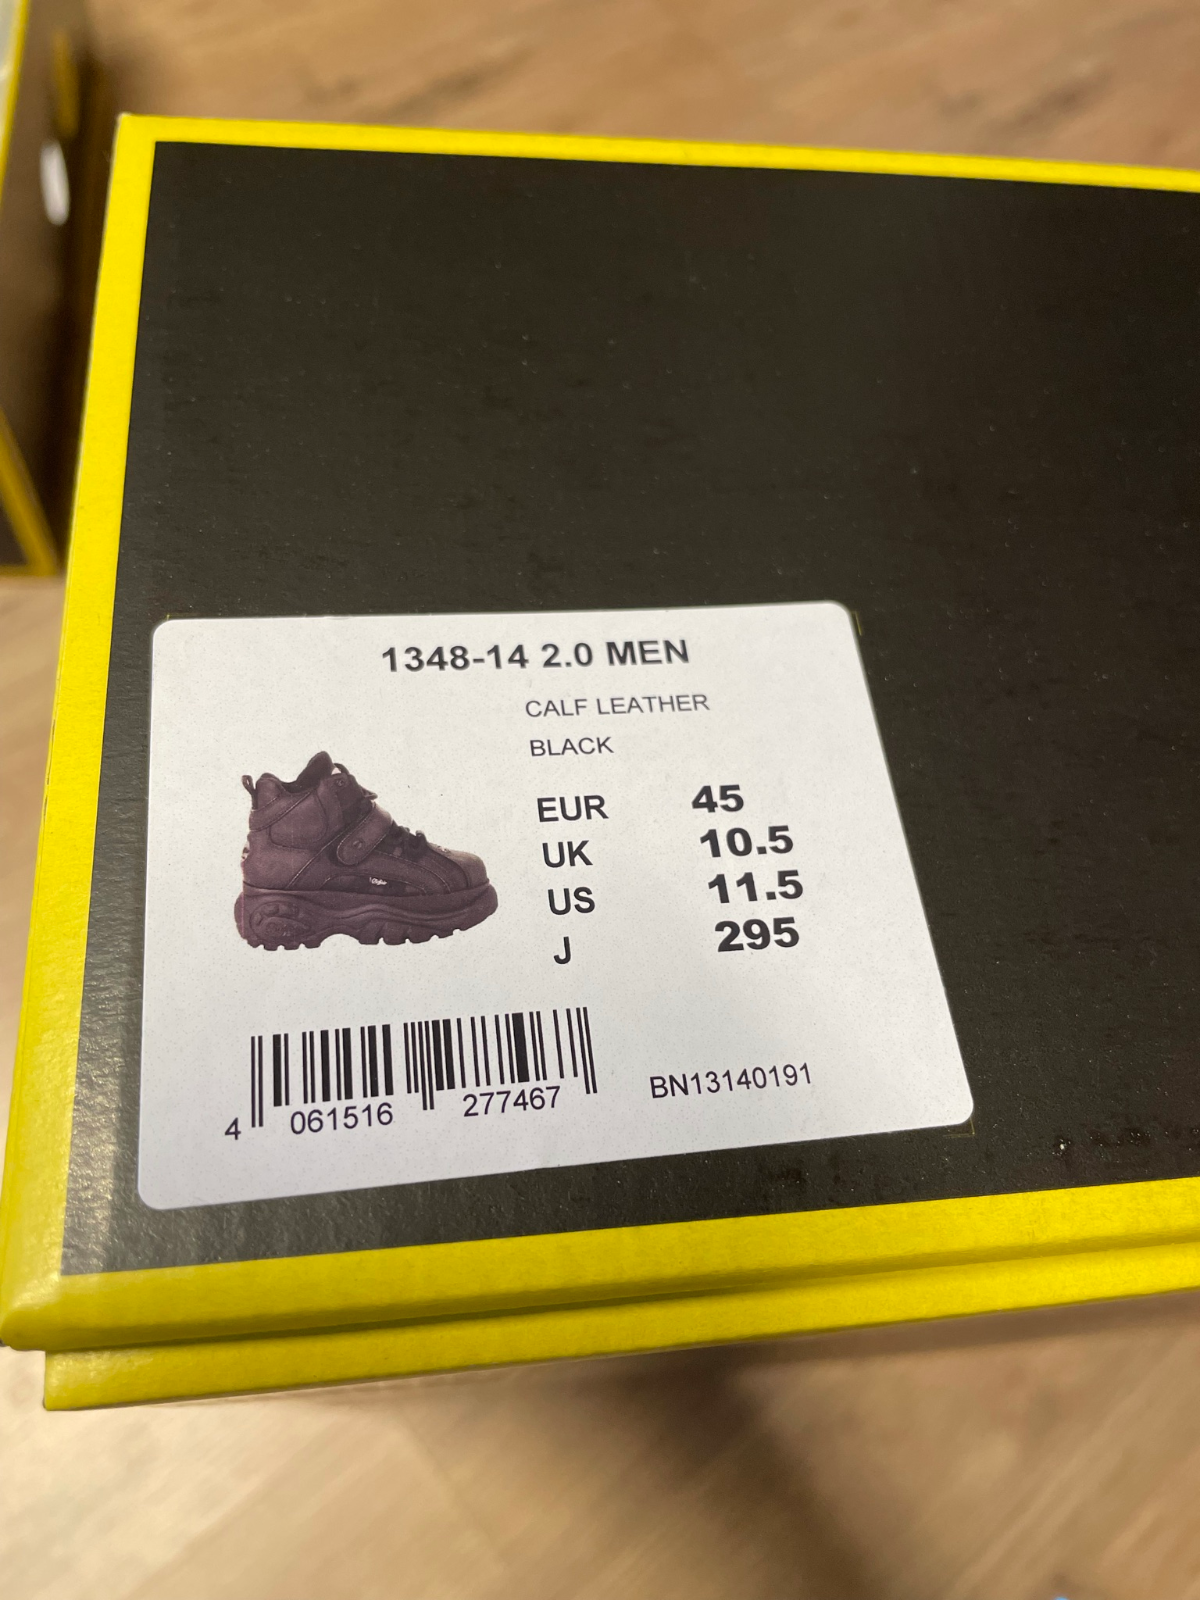 1348-14 2.0 MEN
CALF LEATHER
BLACK
EUR 45
UK 10.5
US 11.5
J 295
4 061516 277467
BN13140191